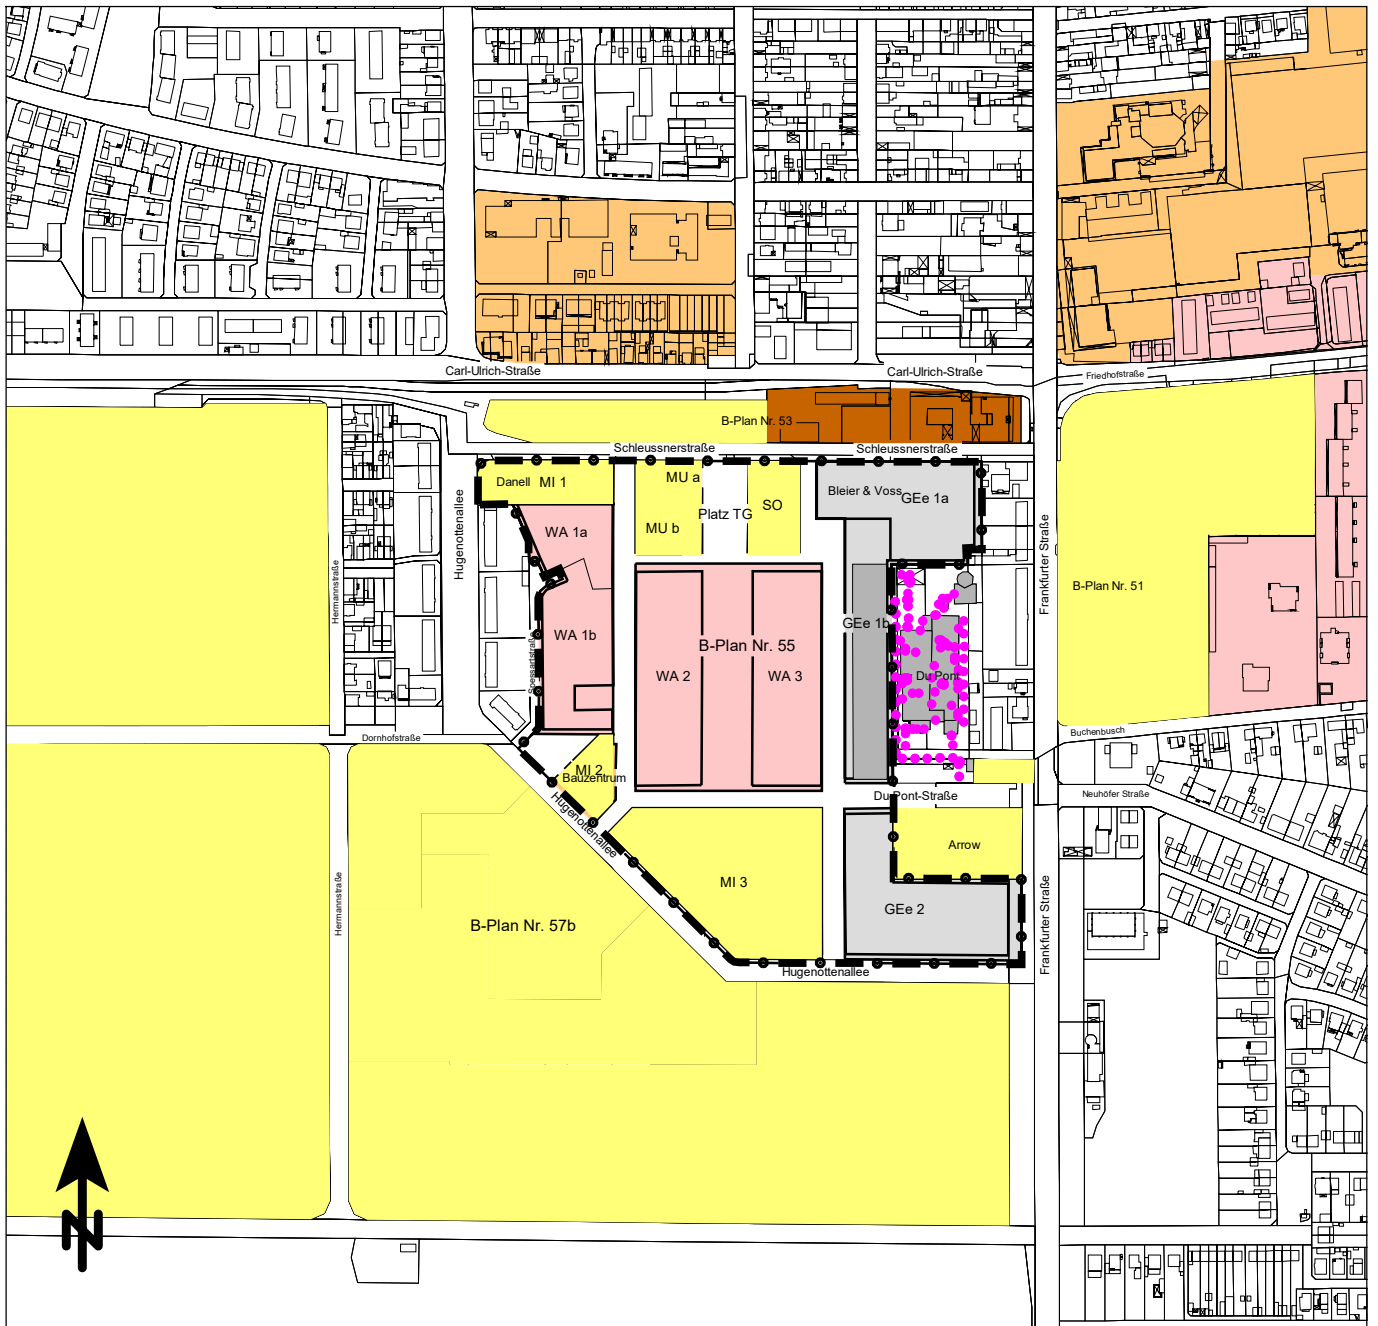 Carl-Ulrich-Straße
Carl-Ulrich-Straße
Friedhofstraße
B-Plan Nr. 53
Schleussnerstraße
Schleussnerstraße
Danell
MI 1
MU a
Bleier & Voss
GEe 1a
SO
Platz TG
MU b
WA 1a
Hugenottenallee
Hermannstraße
Frankfurter Straße
B-Plan Nr. 51
GEe 1b
WA 1b
Spessartstraße
B-Plan Nr. 55
WA 2
WA 3
Du Pont
Dornhofstraße
Buchenbusch
MI 2
Bauzentrum
Hugenottenallee
Du-Pont-Straße
Neuhöfer Straße
Arrow
MI 3
GEe 2
Hermannstraße
B-Plan Nr. 57b
Frankfurter Straße
Hugenottenallee
N